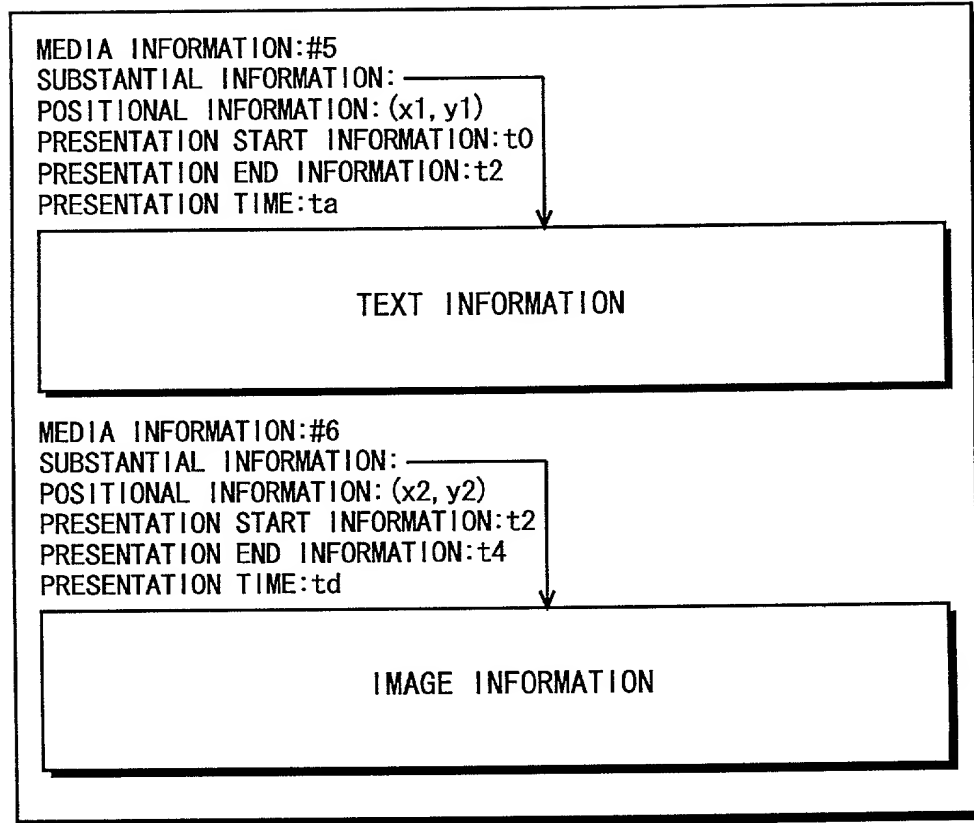 MEDIA INFORMATION:#5
SUBSTANTIAL INFORMATION:
POSITIONAL INFORMATION:(x1,y1)
PRESENTATION START INFORMATION:t0
PRESENTATION END INFORMATION:t2
PRESENTATION TIME:ta
TEXT INFORMATION
MEDIA INFORMATION:#6
SUBSTANTIAL INFORMATION:
POSITIONAL INFORMATION:(x2,y2)
PRESENTATION START INFORMATION:t2
PRESENTATION END INFORMATION:t4
PRESENTATION TIME:td
IMAGE INFORMATION